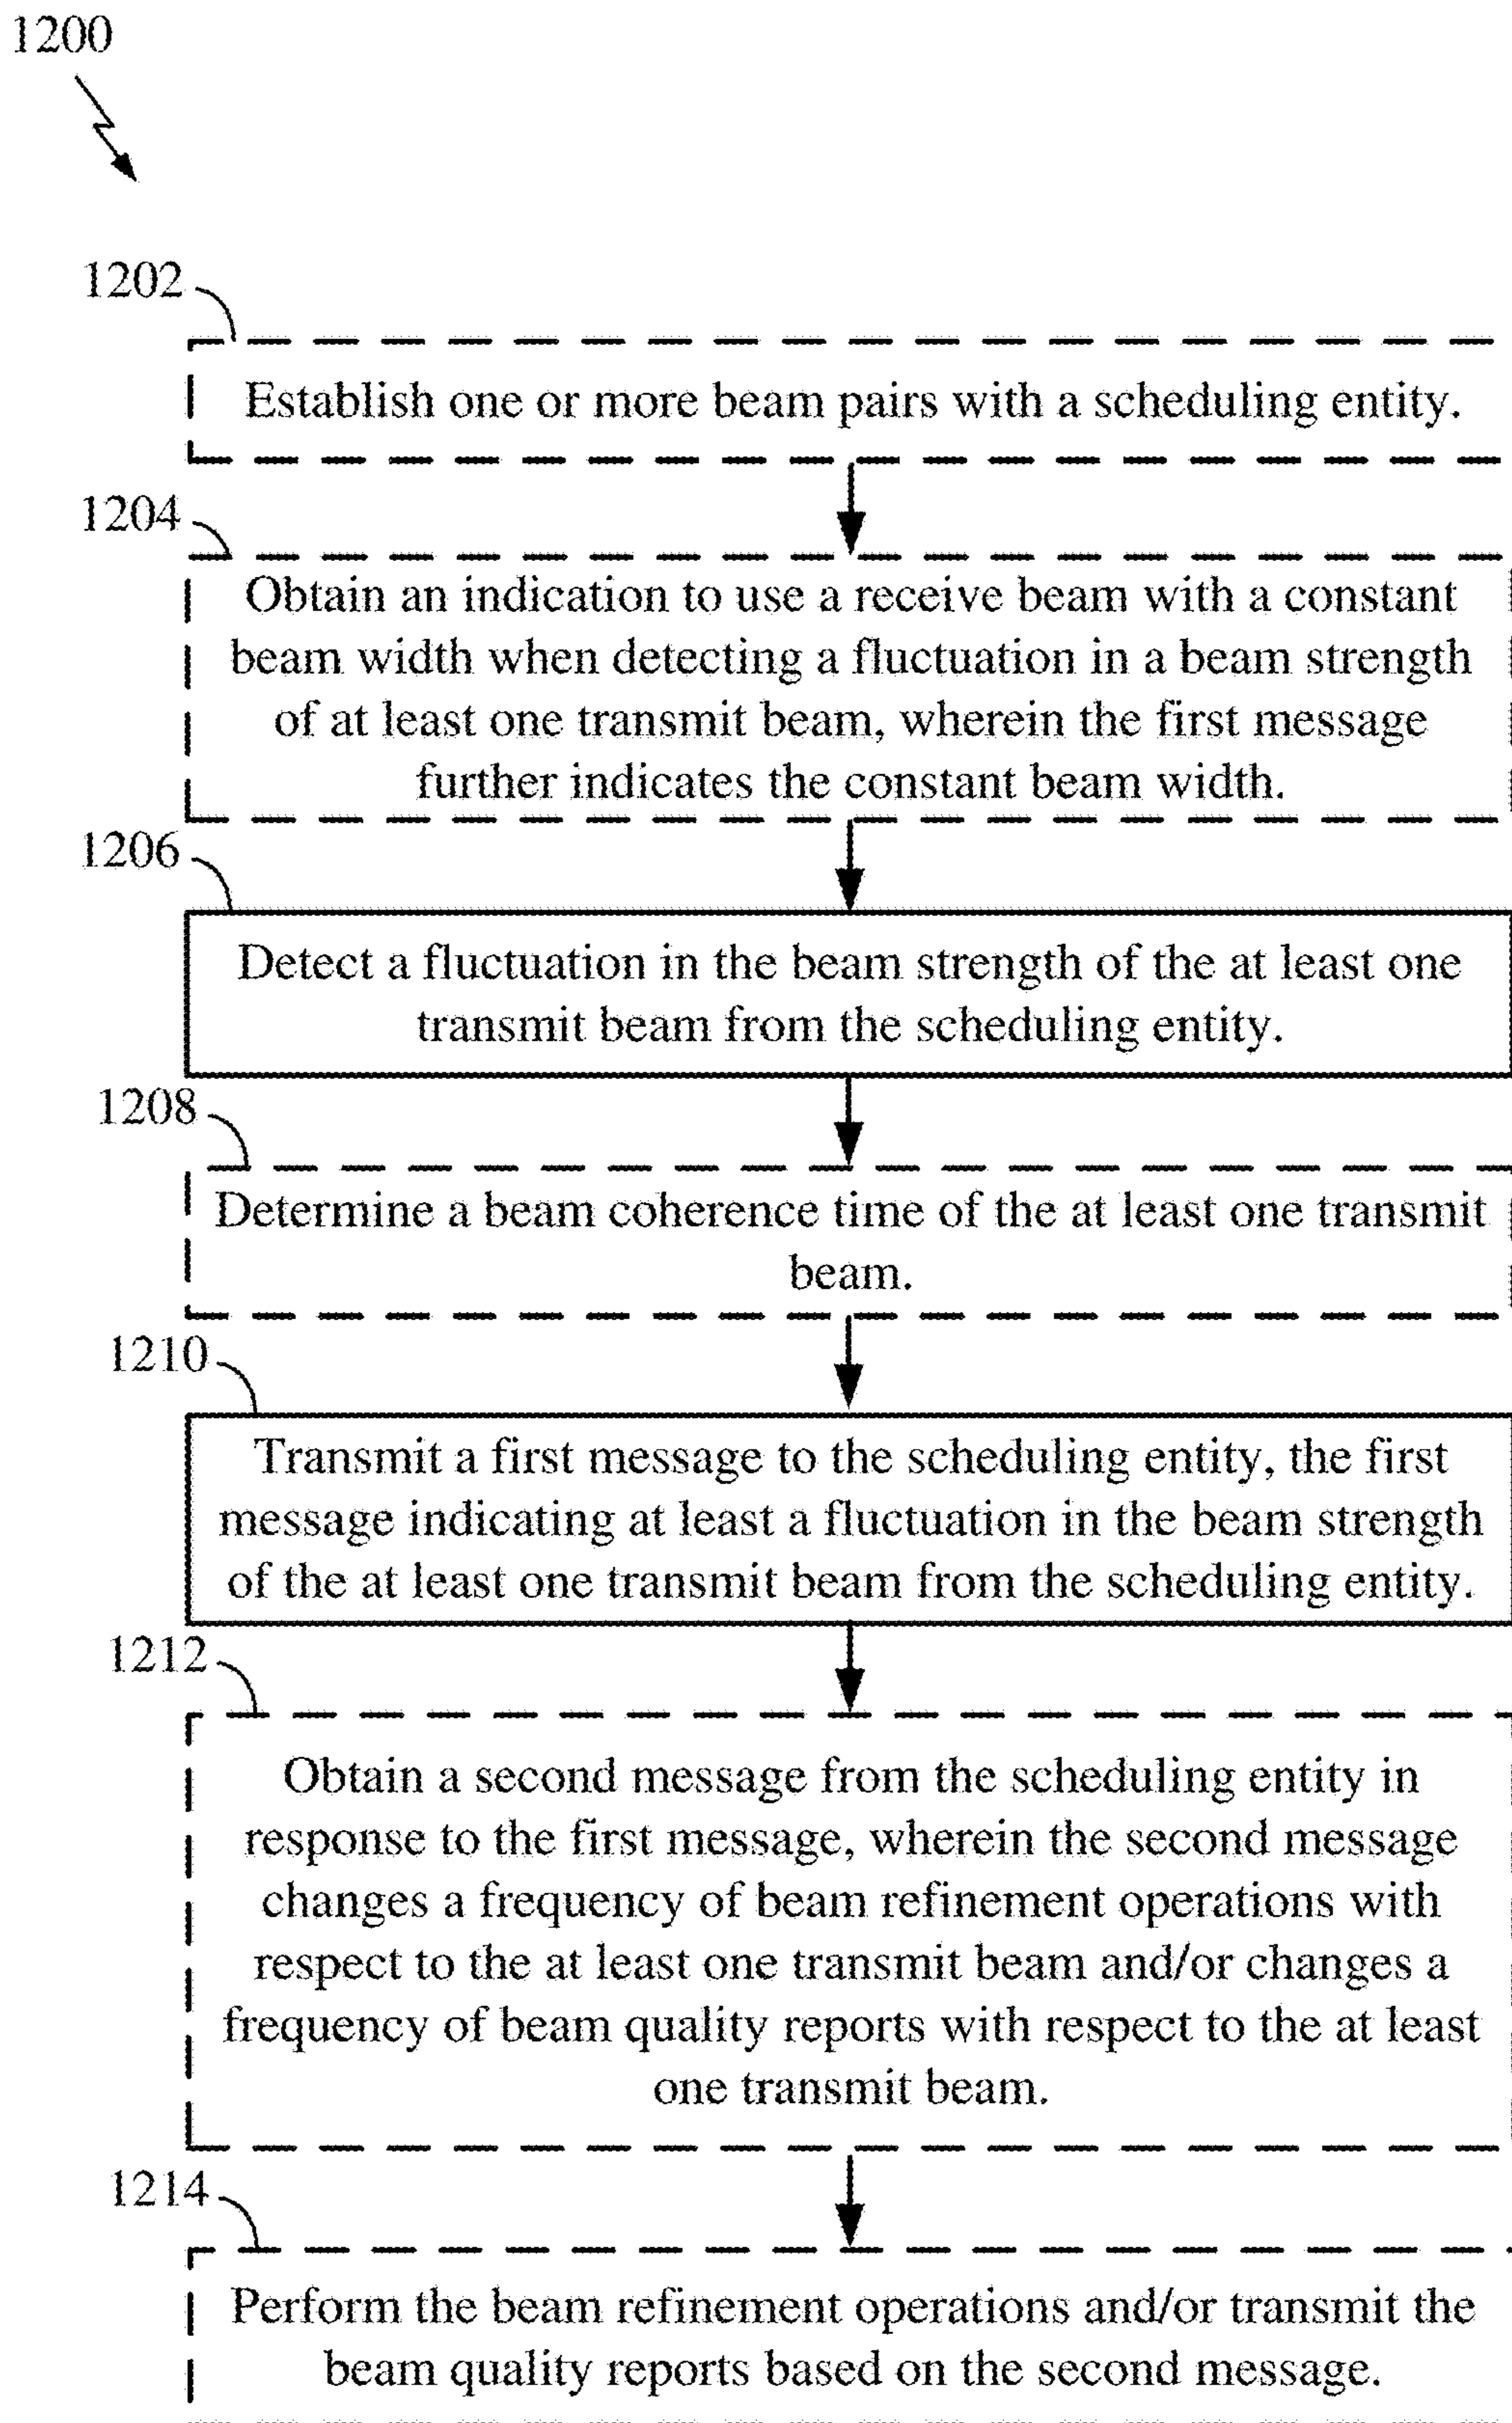 1200
1202
Establish one or more beam pairs with a scheduling entity.
1204
Obtain an indication to use a receive beam with a constant
beam width when detecting a fluctuation in a beam strength
of at least one transmit beam, wherein the first message
further indicates the constant beam width.
1206
Detect a fluctuation in the beam strength of the at least one
transmit beam from the scheduling entity.
1208
Determine a beam coherence time of the at least one transmit
beam.
1210
Transmit a first message to the scheduling entity, the first
message indicating at least a fluctuation in the beam strength
of the at least one transmit beam from the scheduling entity.
1212
Obtain a second message from the scheduling entity in
response to the first message, wherein the second message
changes a frequency of beam refinement operations with
respect to the at least one transmit beam and/or changes a
frequency of beam quality reports with respect to the at least
one transmit beam.
1214
Perform the beam refinement operations and/or transmit the
beam quality reports based on the second message.